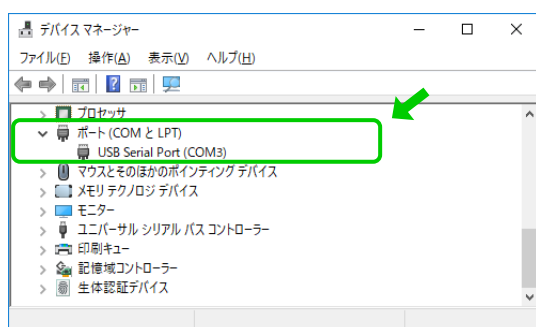 デバイス マネージャー
ファイル(F) 操作(A) 表示(V) ヘルプ(H)
プロセッサ
ポート (COM と LPT)
USB Serial Port (COM3)
マウスとそのほかのポインティング デバイス
メモリ テクノロジ デバイス
モニター
ユニバーサル シリアル バス コントローラー
印刷キュー
記憶域コントローラー
生体認証デバイス